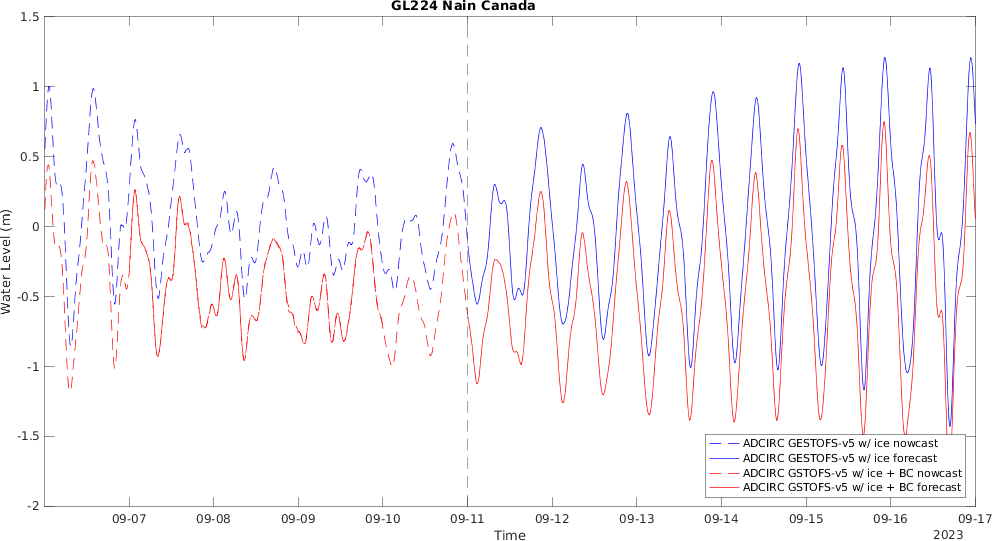 GL224 Nain Canada
Water Level (m)
1.5
1
0.5
0
-0.5
-1
-1.5
-2
ADCIRC GESTOFS-v5 w/ ice nowcast
ADCIRC GESTOFS-v5 w/ ice forecast
ADCIRC GSTOFS-v5 w/ ice + BC nowcast
ADCIRC GSTOFS-v5 w/ ice + BC forecast
09-07 09-08 09-09 09-10 09-11 09-12 09-13 09-14 09-15 09-16 09-17
Time
2023